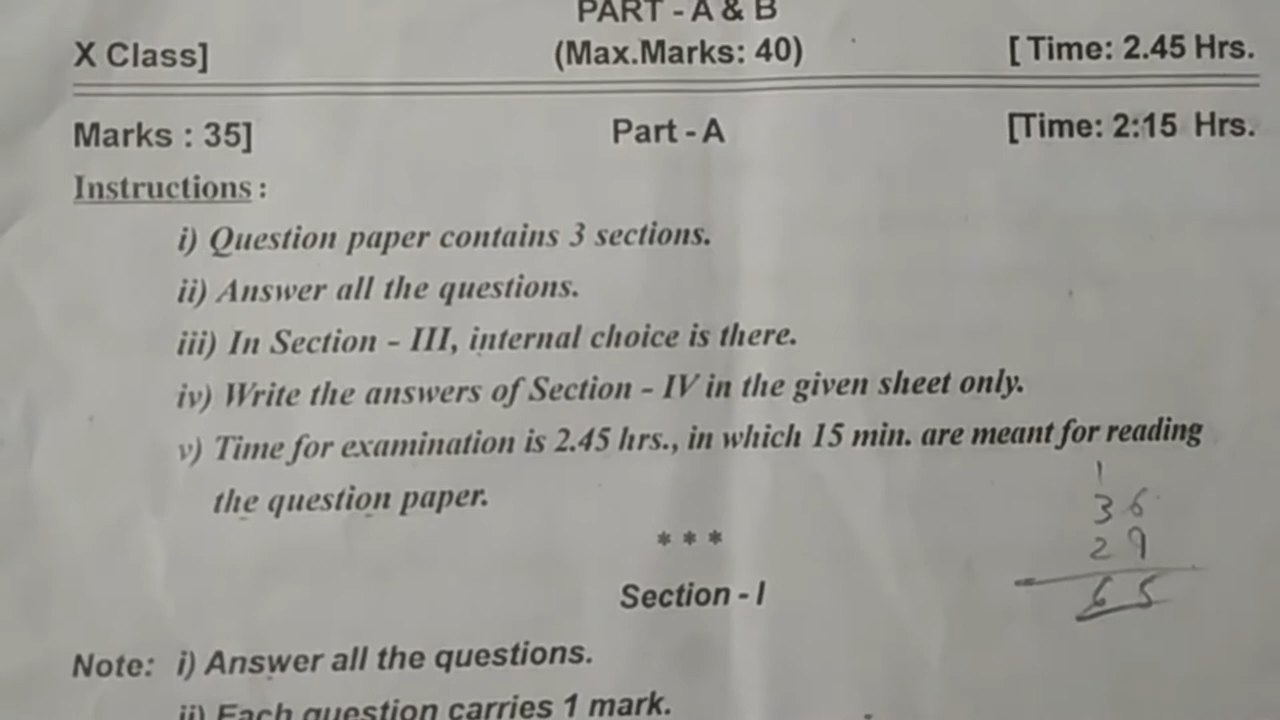 PART - A & B
X Class] (Max.Marks: 40) [ Time: 2.45 Hrs.
Marks : 35] Part - A [Time: 2:15 Hrs.
Instructions :
i) Question paper contains 3 sections.
ii) Answer all the questions.
iii) In Section - III, internal choice is there.
iv) Write the answers of Section - IV in the given sheet only.
v) Time for examination is 2.45 hrs., in which 15 min. are meant for reading
the question paper.
1
36
29
65
* * *
Section - I
Note: i) Answer all the questions.
ii) Each question carries 1 mark.